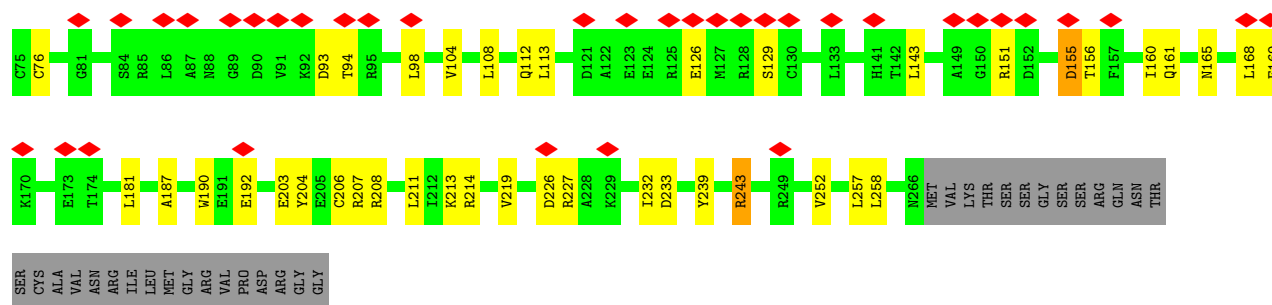 C75 C76 G81 S84 R85 L86 A87 N88 G89 D90 V91 K92 D93 T94 R95 L98 V104 L108 Q112 L113 D121 A122 E123 E124 R125 E126 M127 R128 S129 C130 L133 H141 T142 L143 A149 G150 R151 D152 D155 T156 F157 I160 Q161 N165 L168
K170 E173 T174 L181 A187 W190 E191 E192 E203 Y204 E205 C206 R207 R208 L211 I212 K213 R214 V219 D226 R227 A228 K229 I232 D233 Y239 R243 R249 V252 L257 L258 N266 MET VAL LYS THR SER SER GLY SER SER ARG GLN ASN THR
SER CYS ALA VAL ASN ARG ILE LEU MET GLY ARG VAL PRO ASP ARG GLY GLY